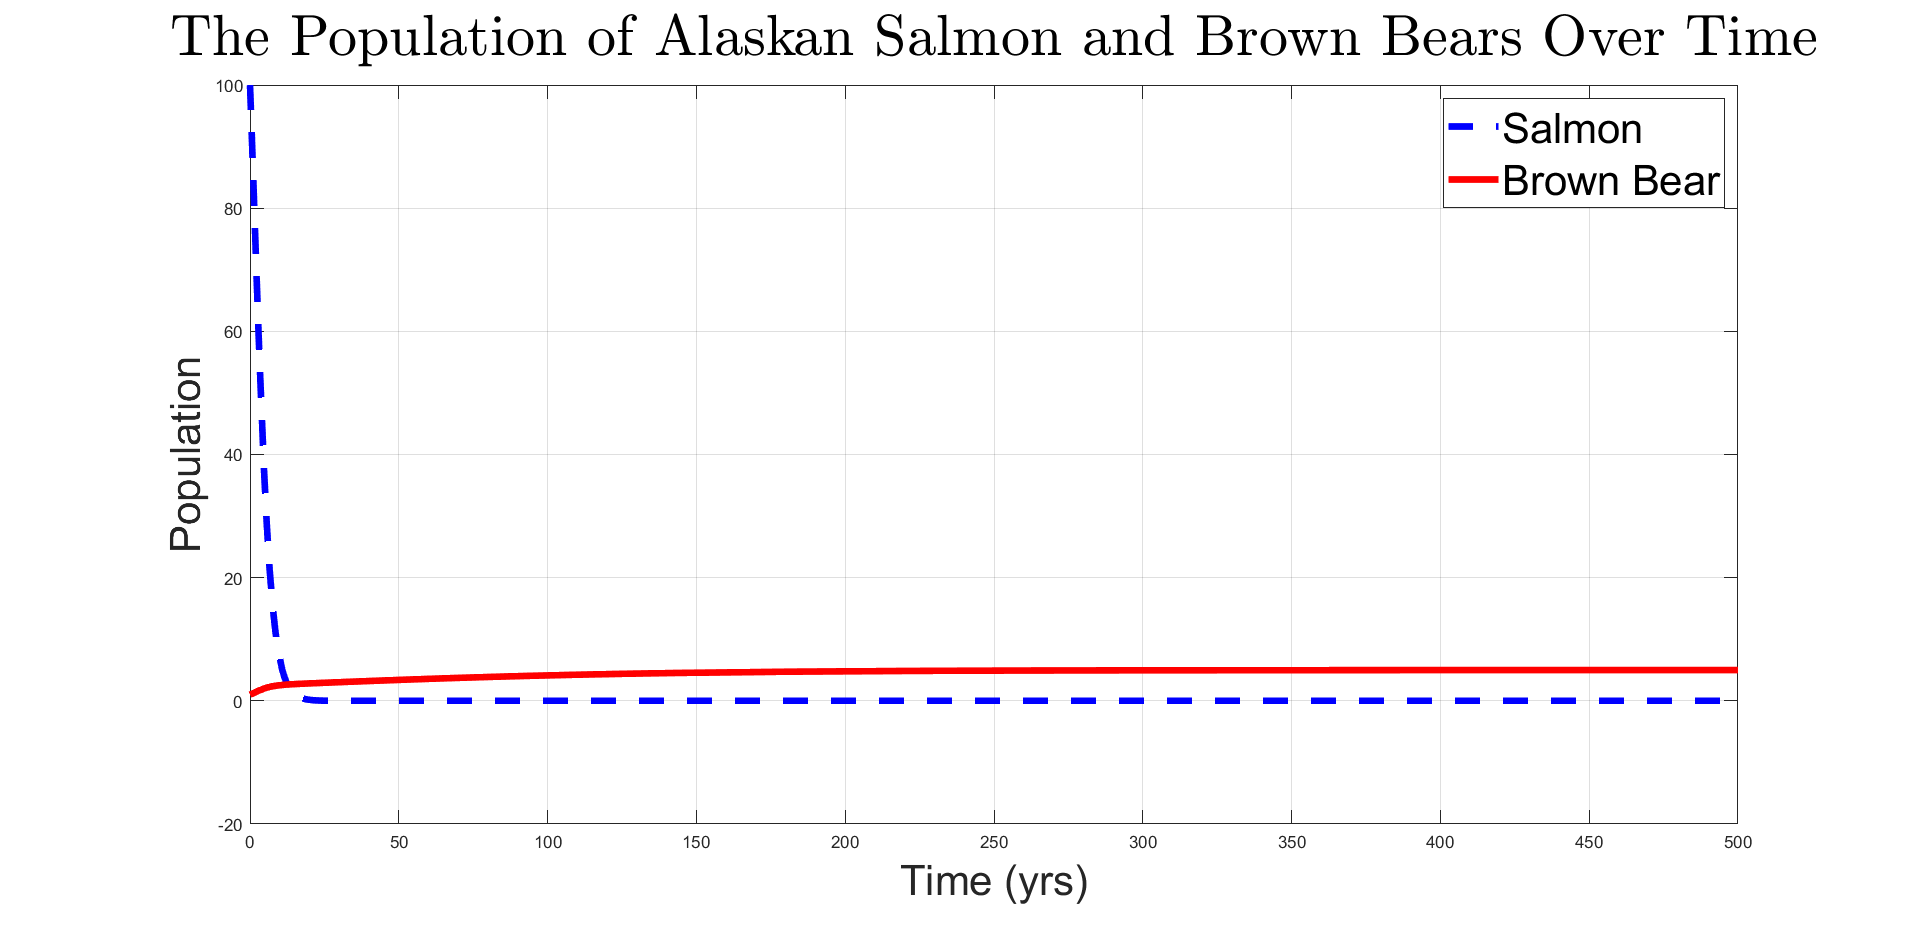 The Population of Alaskan Salmon and Brown Bears Over Time
100
80
60
40
20
0
-20
Population
Salmon
Brown Bear
0 50 100 150 200 250 300 350 400 450 500
Time (yrs)